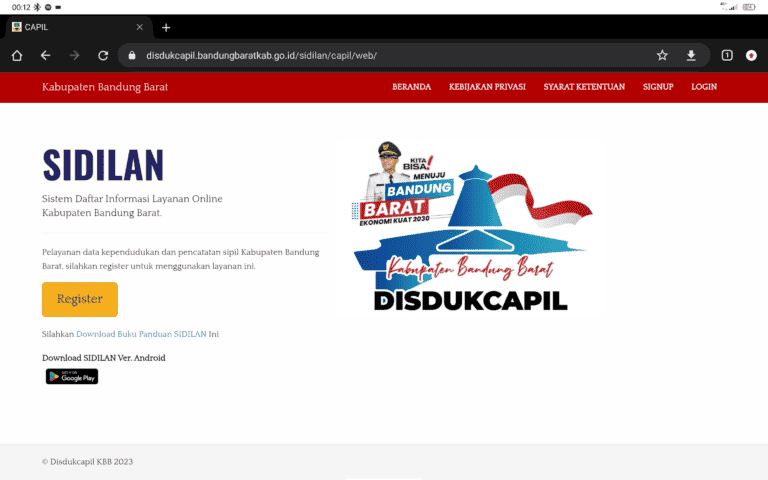 00:12
CAPIL
disdukcapil.bandungbaratkab.go.id/sidilan/capil/web/
1
Kabupaten Bandung Barat
BERANDA KEBIJAKAN PRIVASI SYARAT KETENTUAN SIGNUP LOGIN
SIDILAN
Sistem Daftar Informasi Layanan Online
Kabupaten Bandung Barat.
Pelayanan data kependudukan dan pencatatan sipil Kabupaten Bandung
Barat, silahkan register untuk menggunakan layanan ini.
Register
Silahkan Download Buku Panduan SIDILAN Ini
Download SIDILAN Ver. Android
GET IT ON
Google Play
KITA
BISA!
MENUJU
BANDUNG
BARAT
EKONOMI KUAT 2030
Kabupaten Bandung Barat
DISDUKCAPIL
© Disdukcapil KBB 2023